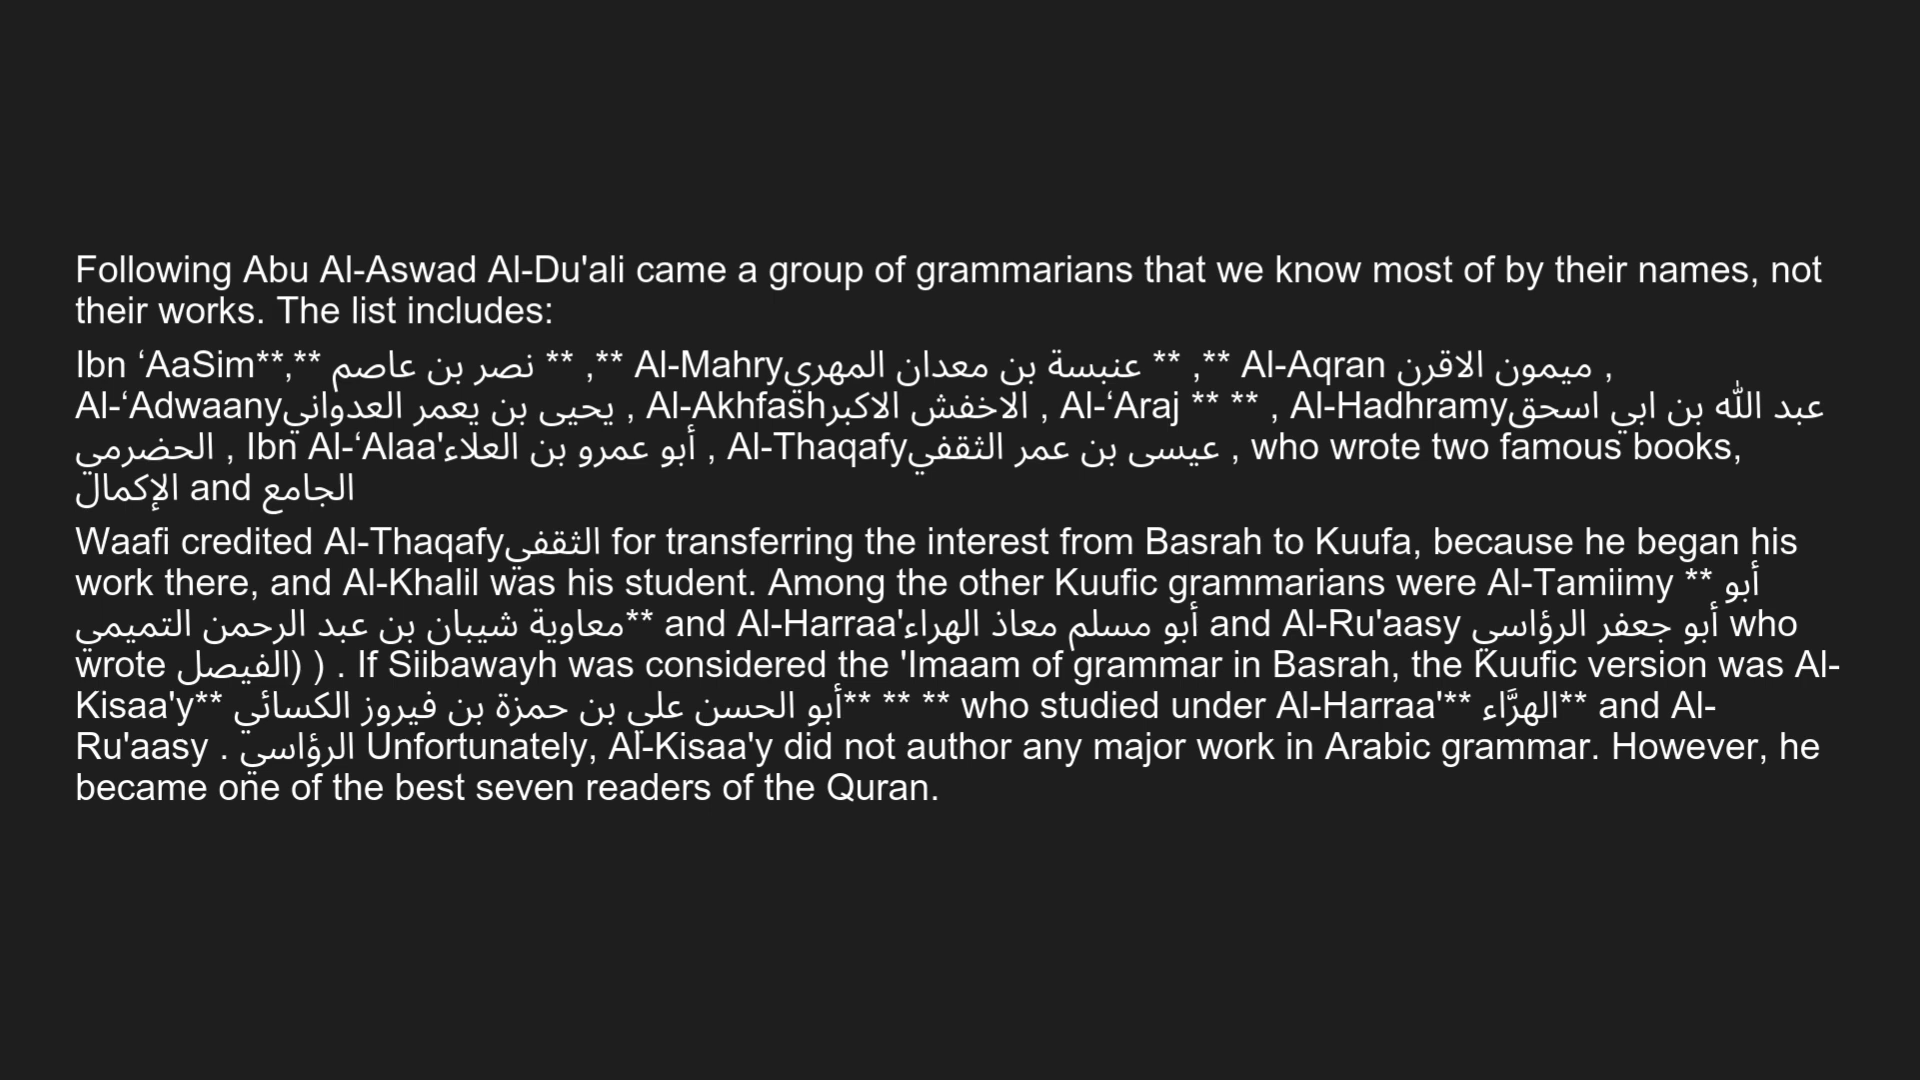 Following Abu Al-Aswad Al-Du'ali came a group of grammarians that we know most of by their names, not
their works. The list includes:
Ibn ‘AaSim**,** نصر بن عاصم ** ,** Al-Mahryعنبسة بن معدان المهري ** ,** Al-Aqran ميمون الاقرن ,
Al-‘Adwaanyيحيى بن يعمر العدواني , Al-Akhfashالاخفش الاكبر , Al-‘Araj ** ** , Al-Hadhramyعبد الله بن ابي اسحق
الحضرمي , Ibn Al-‘Alaa'أبو عمرو بن العلاء , Al-Thaqafyعيسى بن عمر الثقفي , who wrote two famous books,
الإكمال and الجامع
Waafi credited Al-Thaqafyالثقفي for transferring the interest from Basrah to Kuufa, because he began his
work there, and Al-Khalil was his student. Among the other Kuufic grammarians were Al-Tamiimy ** أبو
معاوية شيبان بن عبد الرحمن التميمي** and Al-Harraa'أبو مسلم معاذ الهراء and Al-Ru'aasy أبو جعفر الرؤاسي who
wrote الفيصل) ) . If Siibawayh was considered the 'Imaam of grammar in Basrah, the Kuufic version was Al-
Kisaa'y** أبو الحسن علي بن حمزة بن فيروز الكسائي** ** ** who studied under Al-Harraa'** الهرَّاء** and Al-
Ru'aasy . الرؤاسي Unfortunately, Al-Kisaa'y did not author any major work in Arabic grammar. However, he
became one of the best seven readers of the Quran.